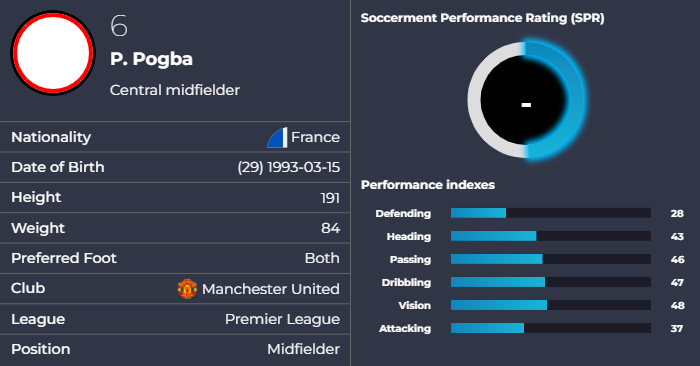 6
P. Pogba
Central midfielder
Nationality France
Date of Birth (29) 1993-03-15
Height 191
Weight 84
Preferred Foot Both
Club Manchester United
League Premier League
Position Midfielder
Soccerment Performance Rating (SPR)
-
Performance indexes
Defending 28
Heading 43
Passing 46
Dribbling 47
Vision 48
Attacking 37